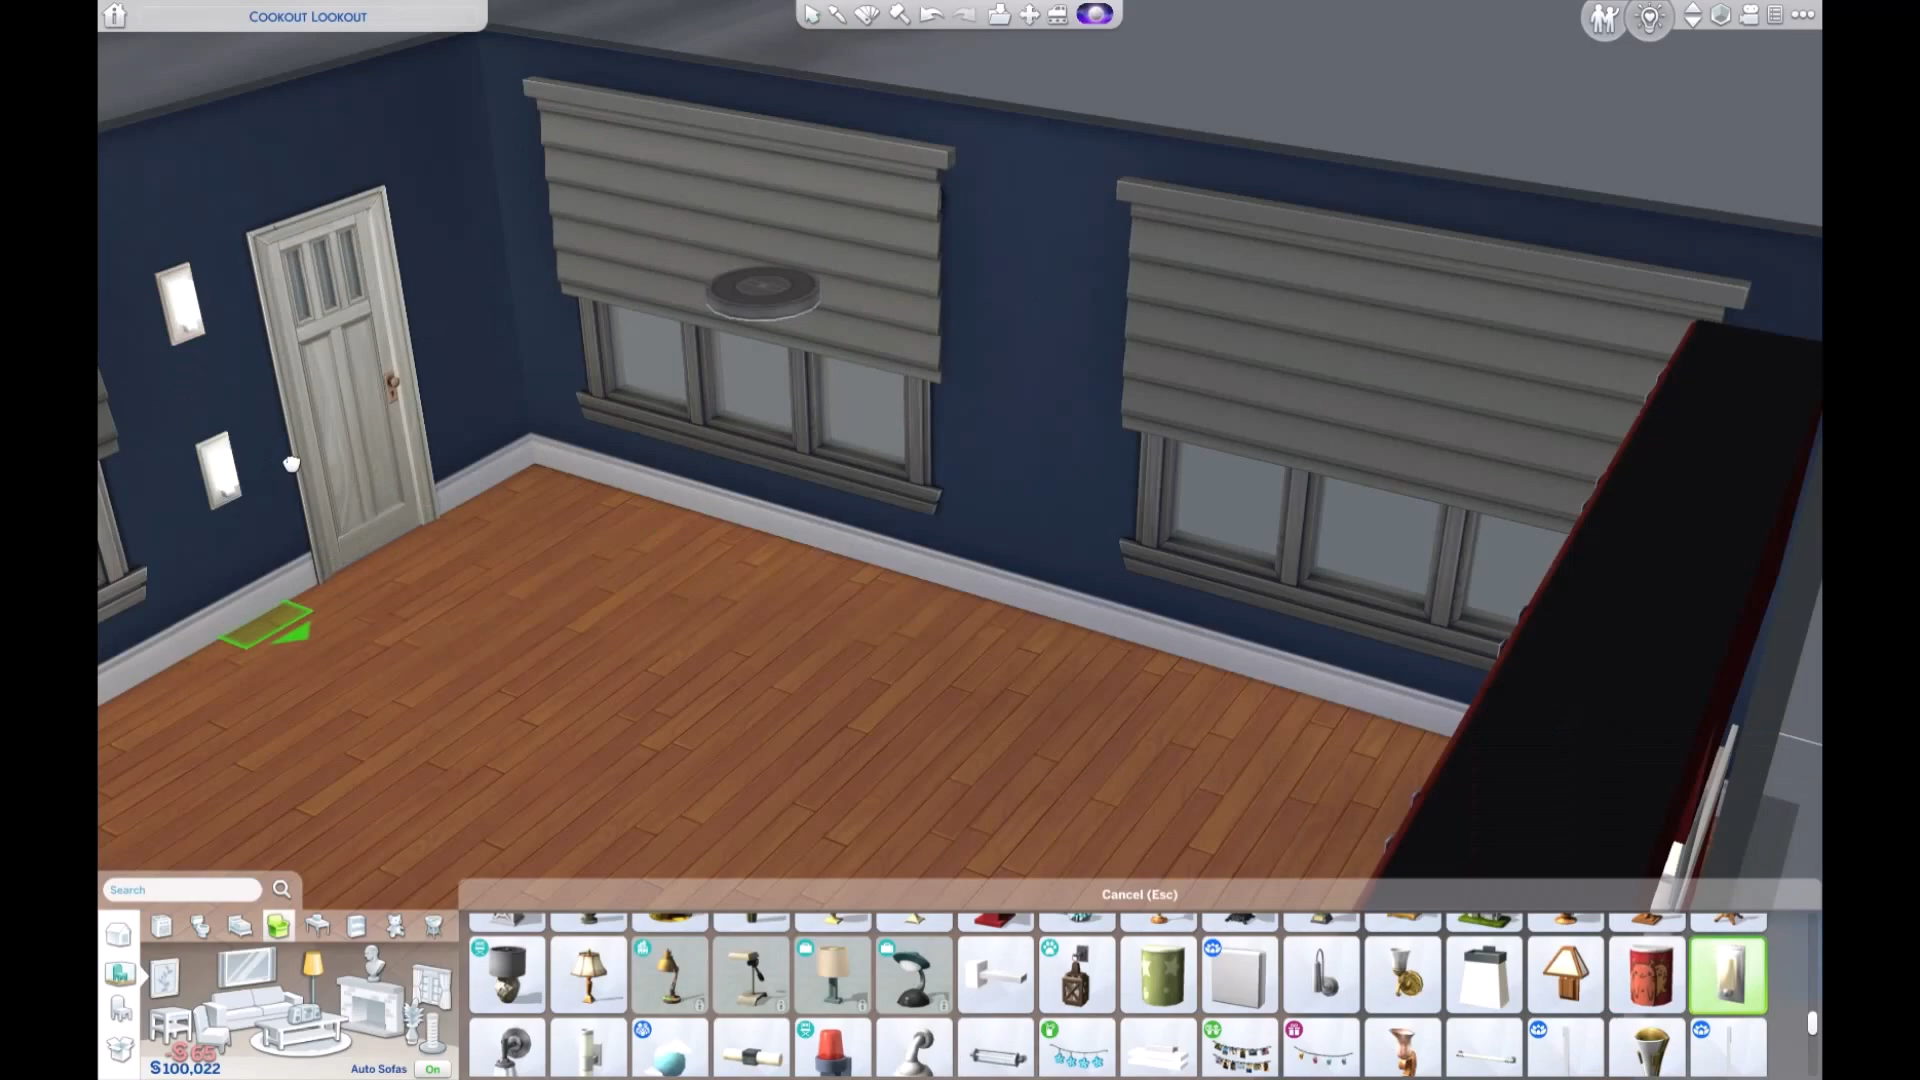 Cookout Lookout
Cancel (Esc)
Search
-§65
§100,022
Auto Sofas
On